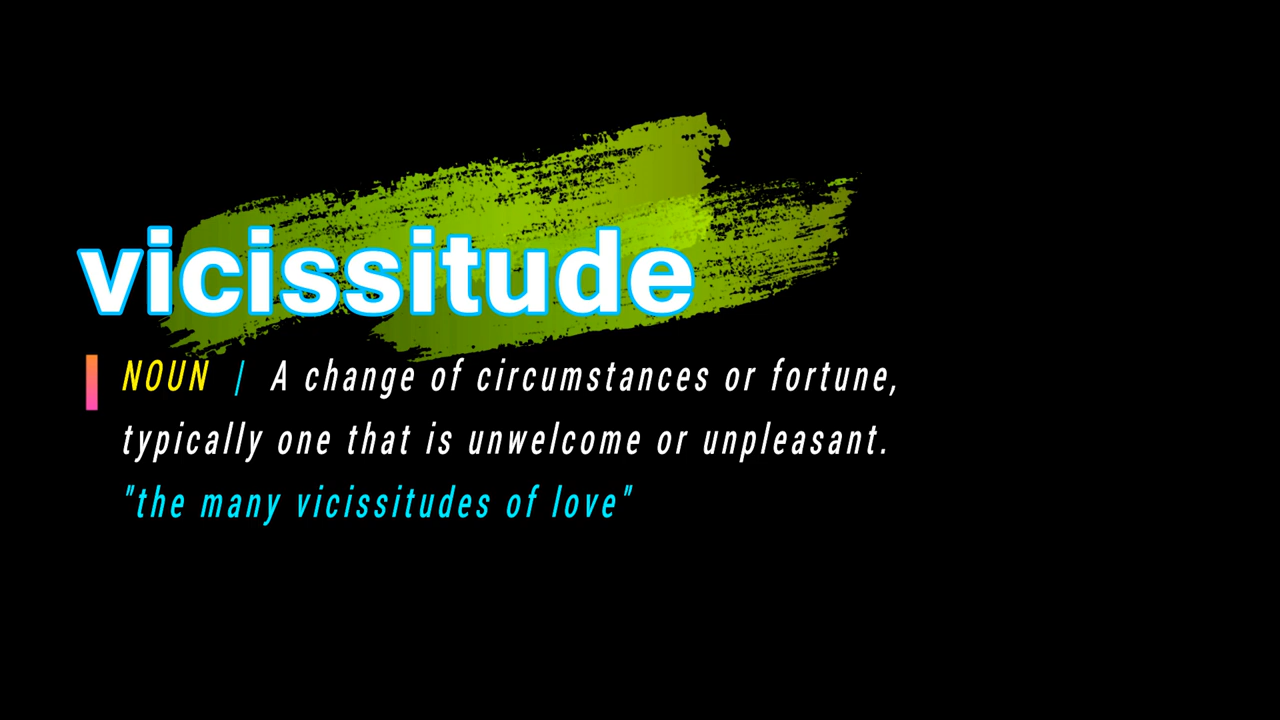 vicissitude
NOUN | A change of circumstances or fortune,
typically one that is unwelcome or unpleasant.
"the many vicissitudes of love"